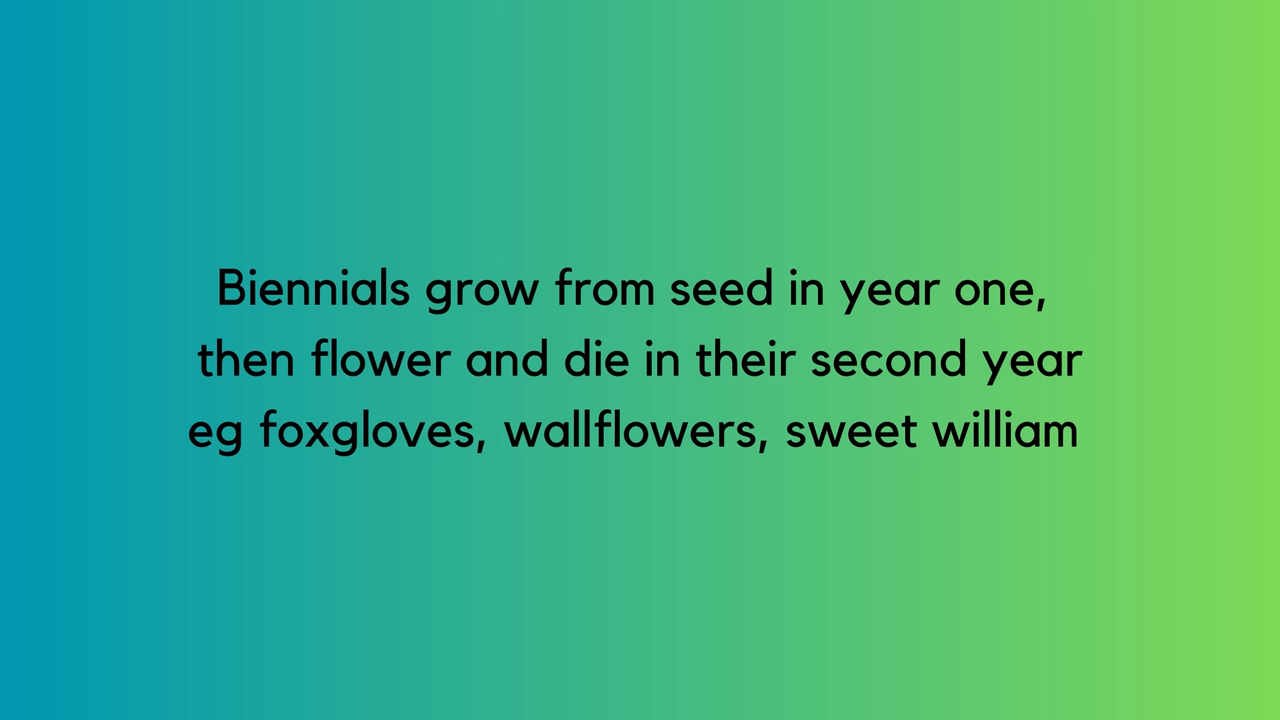 Biennials grow from seed in year one,
then flower and die in their second year
eg foxgloves, wallflowers, sweet william